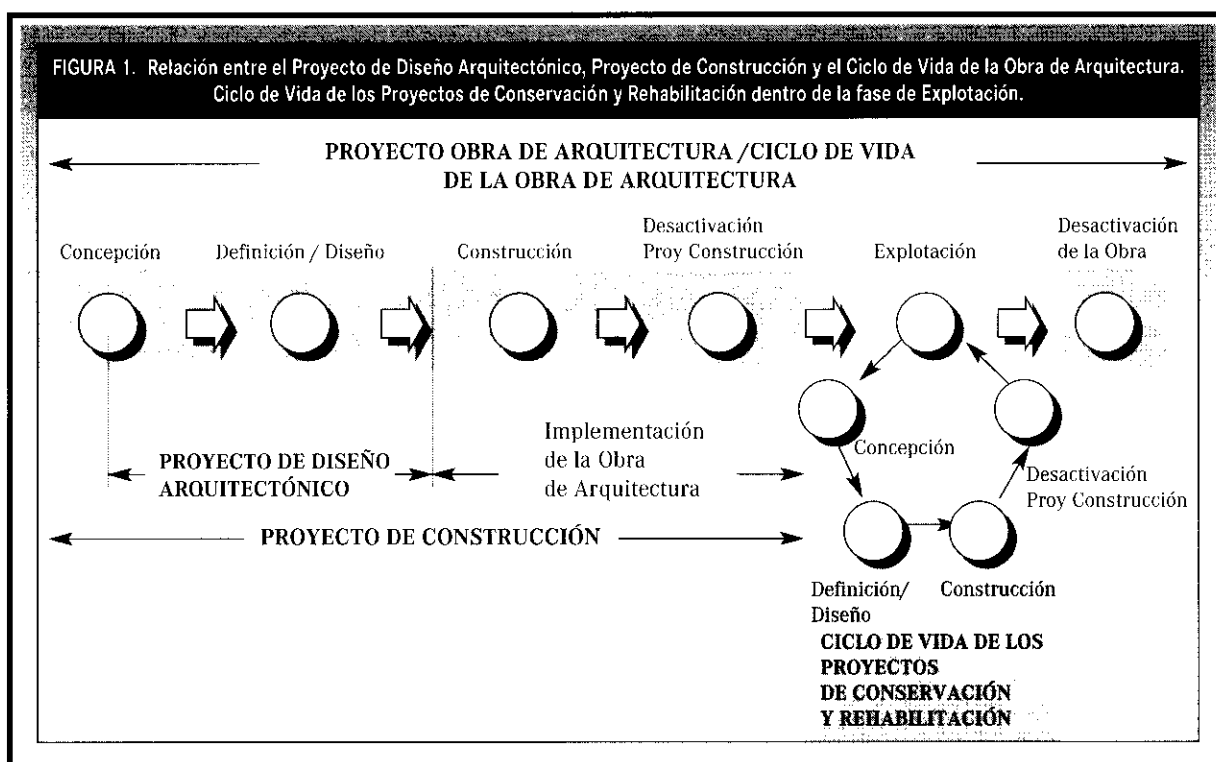 FIGURA 1. Relación entre el Proyecto de Diseño Arquitectónico, Proyecto de Construcción y el Ciclo de Vida de la Obra de Arquitectura.
Ciclo de Vida de los Proyectos de Conservación y Rehabilitación dentro de la fase de Explotación.
PROYECTO OBRA DE ARQUITECTURA /CICLO DE VIDA
DE LA OBRA DE ARQUITECTURA
Concepción
Definición / Diseño
Construcción
Desactivación
Proy Construcción
Explotación
Desactivación
de la Obra
PROYECTO DE DISEÑO
ARQUITECTÓNICO
Implementación
de la Obra
de Arquitectura
PROYECTO DE CONSTRUCCIÓN
Concepción
Desactivación
Proy Construcción
Definición/
Diseño
Construcción
CICLO DE VIDA DE LOS
PROYECTOS
DE CONSERVACIÓN
Y REHABILITACIÓN